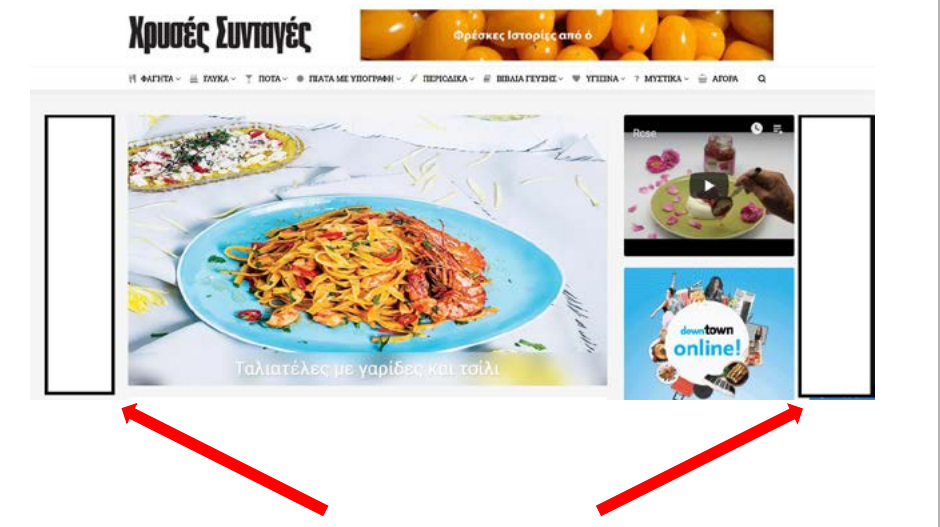 Χρυσές Συνταγές
Φρέσκες Ιστορίες από ό
ΦΑΓΗΤΑ ΓΛΥΚΑ ΠΟΤΑ ΠΙΑΤΑ ΜΕ ΥΠΟΓΡΑΦΗ ΠΕΡΙΟΔΙΚΑ ΒΙΒΛΙΑ ΓΕΥΣΗΣ ΥΓΙΕΙΝΑ ? ΜΥΣΤΙΚΑ ΑΓΟΡΑ
Rose
Ταλιατέλες με γαρίδες και τσίλι
downtown
online!